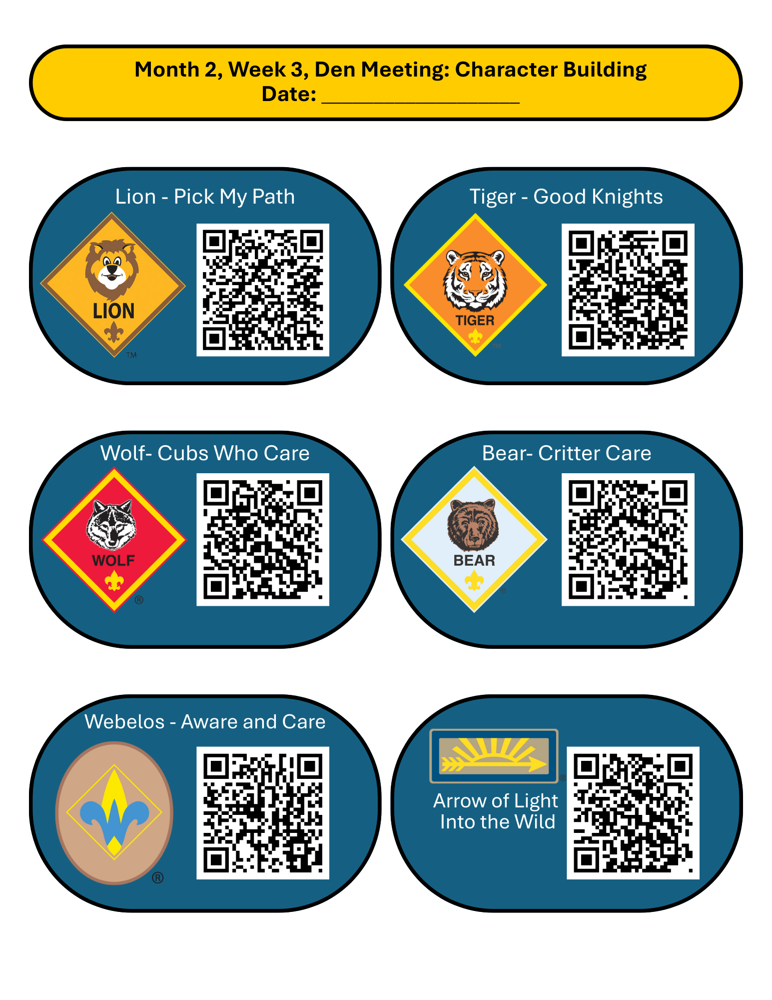 Month 2, Week 3, Den Meeting: Character Building
Date: ___________________
Lion - Pick My Path
LION
TM
Tiger - Good Knights
TIGER
TM
Wolf- Cubs Who Care
WOLF
®
Bear- Critter Care
BEAR
®
Webelos - Aware and Care
®
®
Arrow of Light
Into the Wild